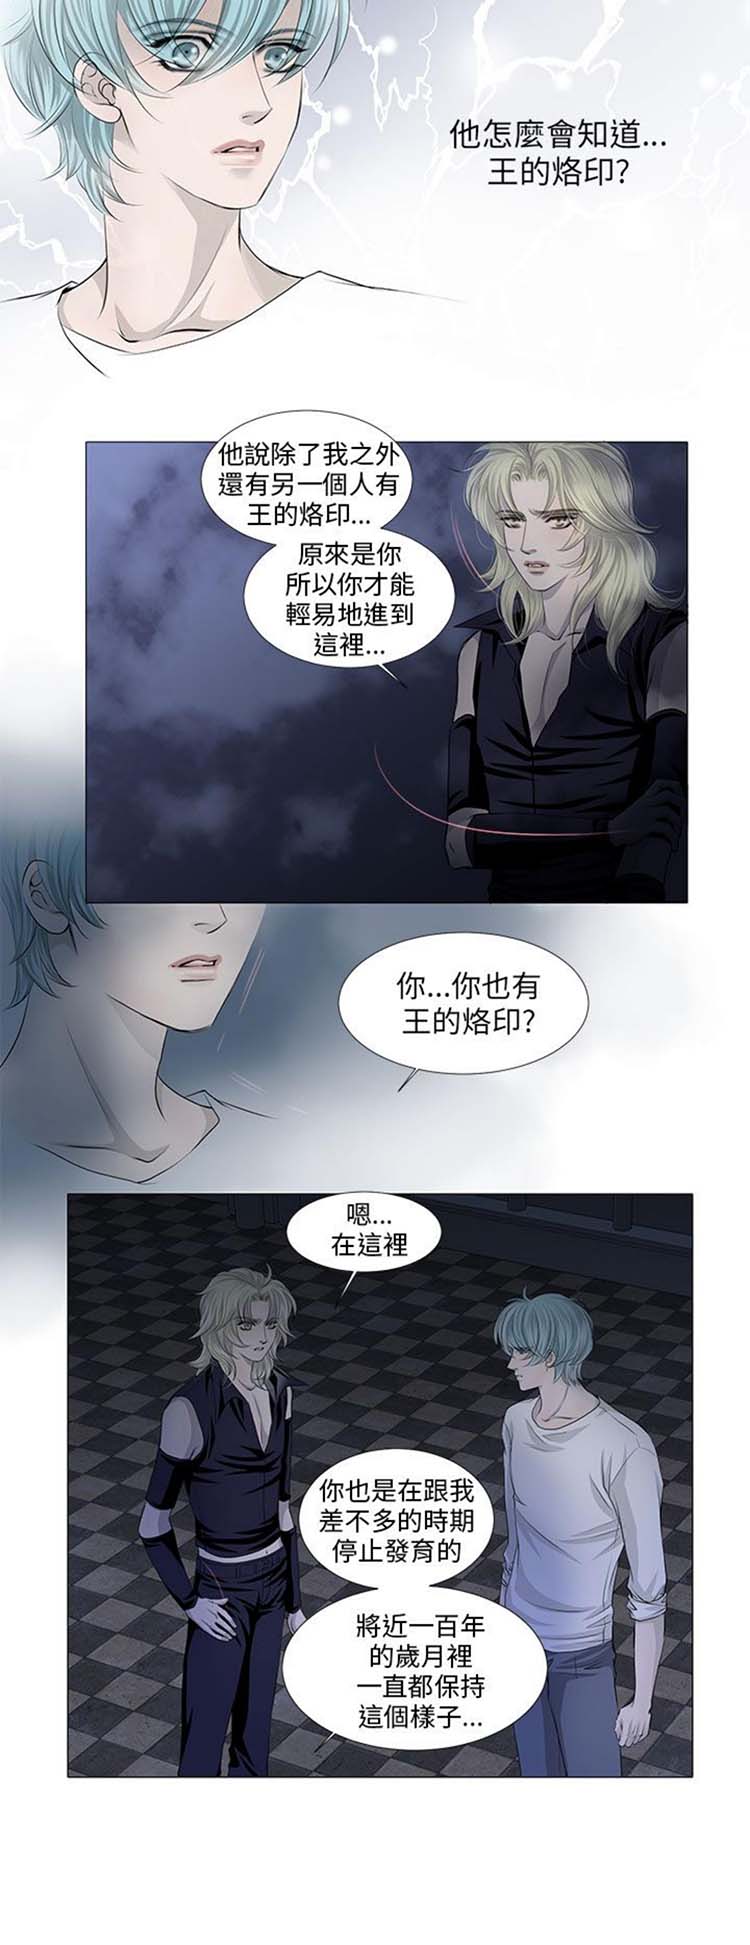 他怎麼會知道...
王的烙印?
他說除了我之外
還有另一個人有
王的烙印...
原來是你
所以你才能
輕易地進到
這裡...
你...你也有
王的烙印?
嗯...
在這裡
你也是在跟我
差不多的時期
停止發育的
將近一百年
的歲月裡
一直都保持
這個樣子...